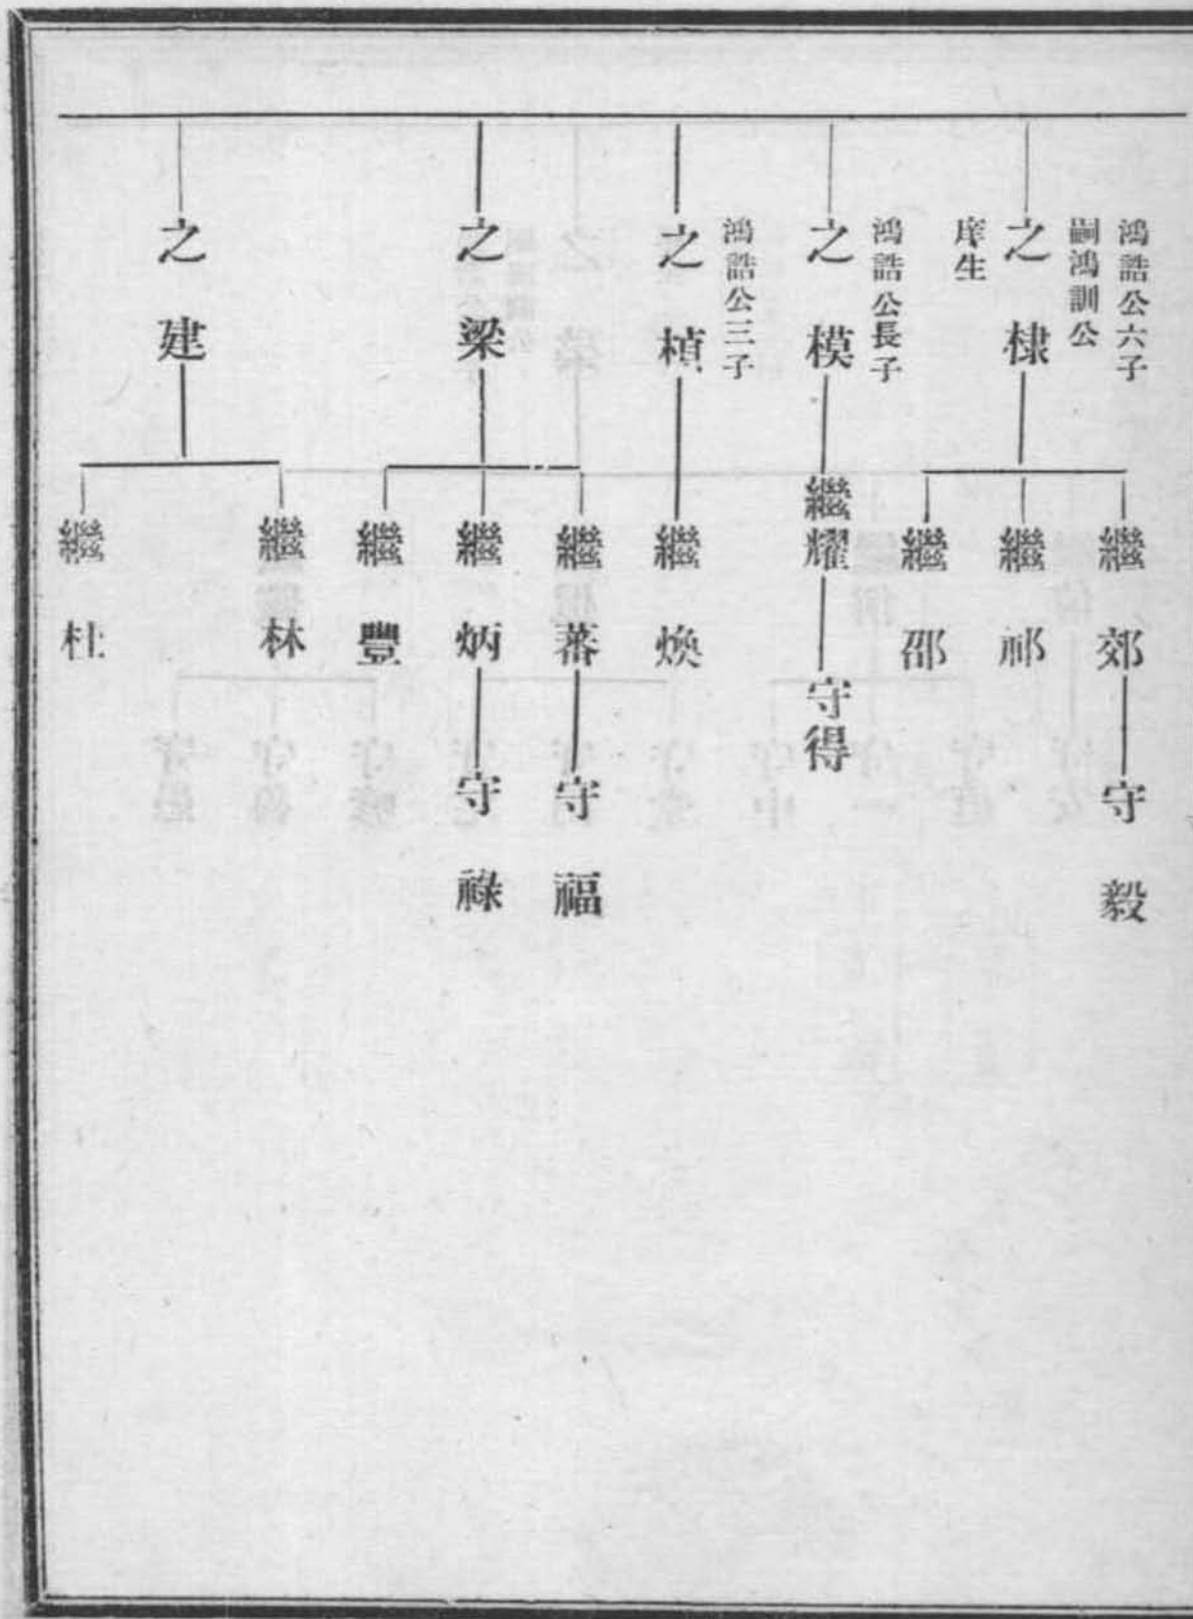 鴻誥公六子
嗣鴻訓公
之棣
庠生
繼郊
守毅
繼祁
繼邵
鴻誥公長子
之模
繼耀
守得
鴻誥公三子
之楨
繼煥
之梁
繼蕃
守福
繼炳
守祿
繼豐
之建
繼林
繼杜